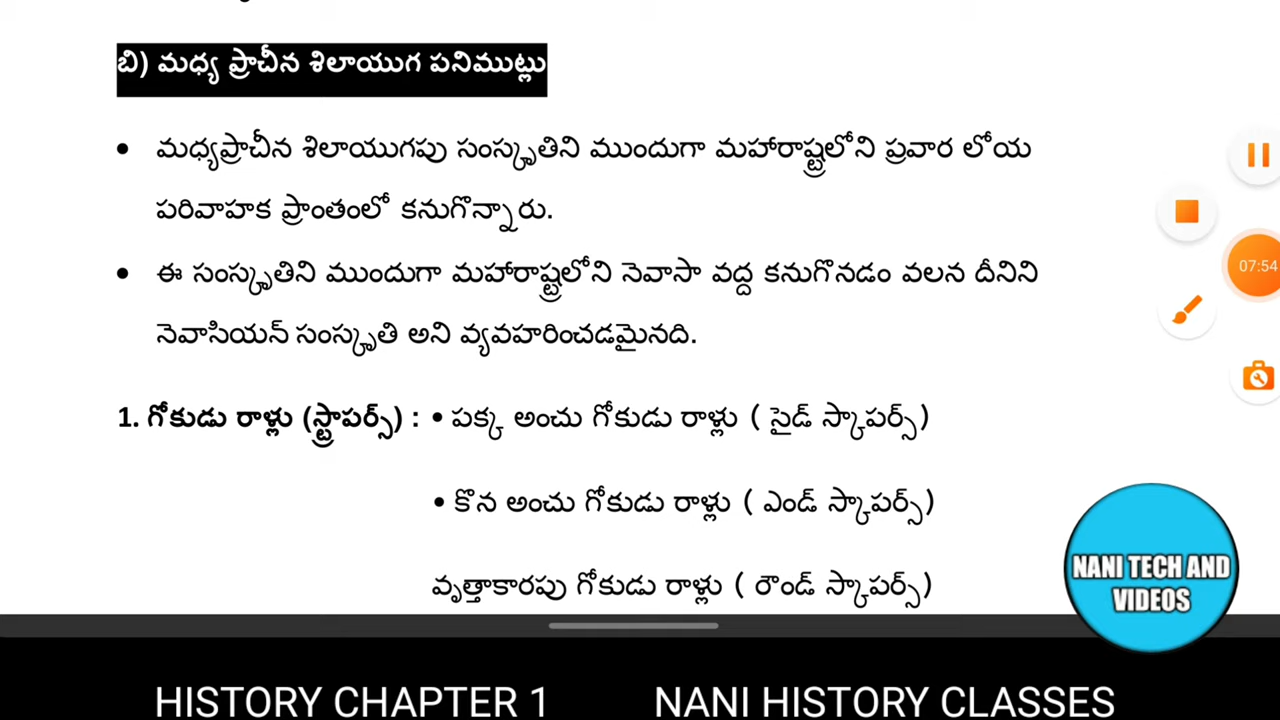 బి) మధ్య ప్రాచీన శిలాయుగ పనిముట్లు
• మధ్యప్రాచీన శిలాయుగపు సంస్కృతిని ముందుగా మహారాష్ట్రలోని ప్రవార లోయ
పరివాహక ప్రాంతంలో కనుగొన్నారు.
• ఈ సంస్కృతిని ముందుగా మహారాష్ట్రలోని నెవాసా వద్ద కనుగొనడం వలన దీనిని
నెవాసియన్ సంస్కృతి అని వ్యవహరించడమైనది.
1. గోకుడు రాళ్లు (స్ట్రాపర్స్) : • పక్క అంచు గోకుడు రాళ్లు ( సైడ్ స్కాపర్స్)
• కొన అంచు గోకుడు రాళ్లు ( ఎండ్ స్కాపర్స్)
వృత్తాకారపు గోకుడు రాళ్లు ( రౌండ్ స్కాపర్స్)
07:54
NANI TECH AND
VIDEOS
HISTORY CHAPTER 1 NANI HISTORY CLASSES